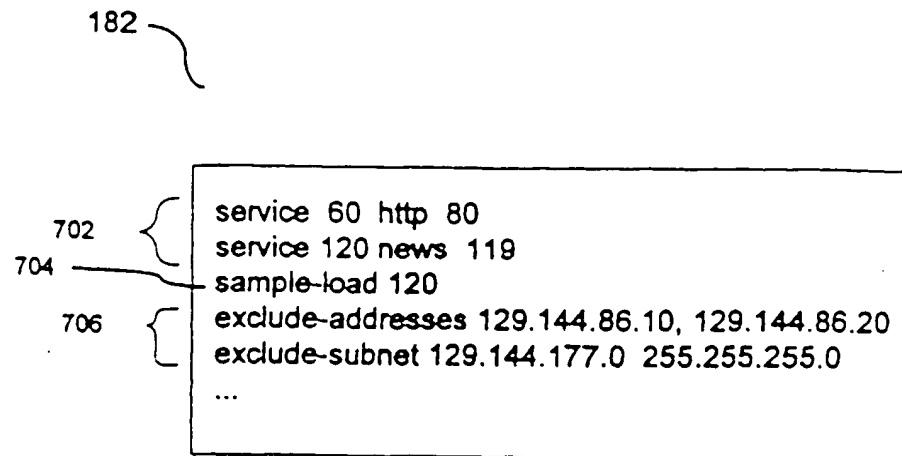 182
702
704
706
service 60 http 80
service 120 news 119
sample-load 120
exclude-addresses 129.144.86.10, 129.144.86.20
exclude-subnet 129.144.177.0 255.255.255.0
...